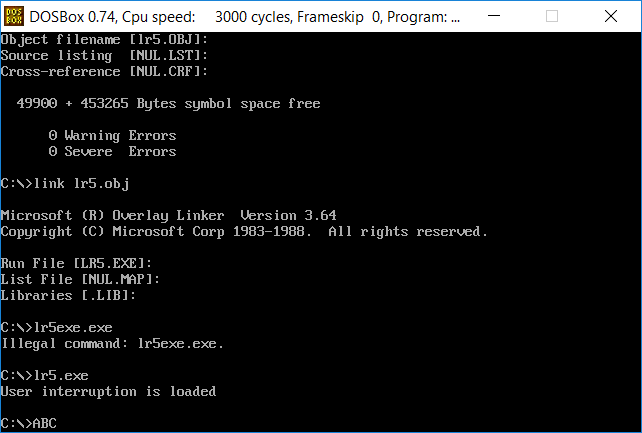 DOSBox 0.74, Cpu speed:    3000 cycles, Frameskip  0, Program: ...
Object filename [lr5.OBJ]:
Source listing  [NUL.LST]:
Cross-reference [NUL.CRF]:
  49900 + 453265 Bytes symbol space free
      0 Warning Errors
      0 Severe  Errors
C:\>link lr5.obj
Microsoft (R) Overlay Linker  Version 3.64
Copyright (C) Microsoft Corp 1983-1988.  All rights reserved.
Run File [LR5.EXE]:
List File [NUL.MAP]:
Libraries [.LIB]:
C:\>lr5exe.exe
Illegal command: lr5exe.exe.
C:\>lr5.exe
User interruption is loaded
C:\>ABC